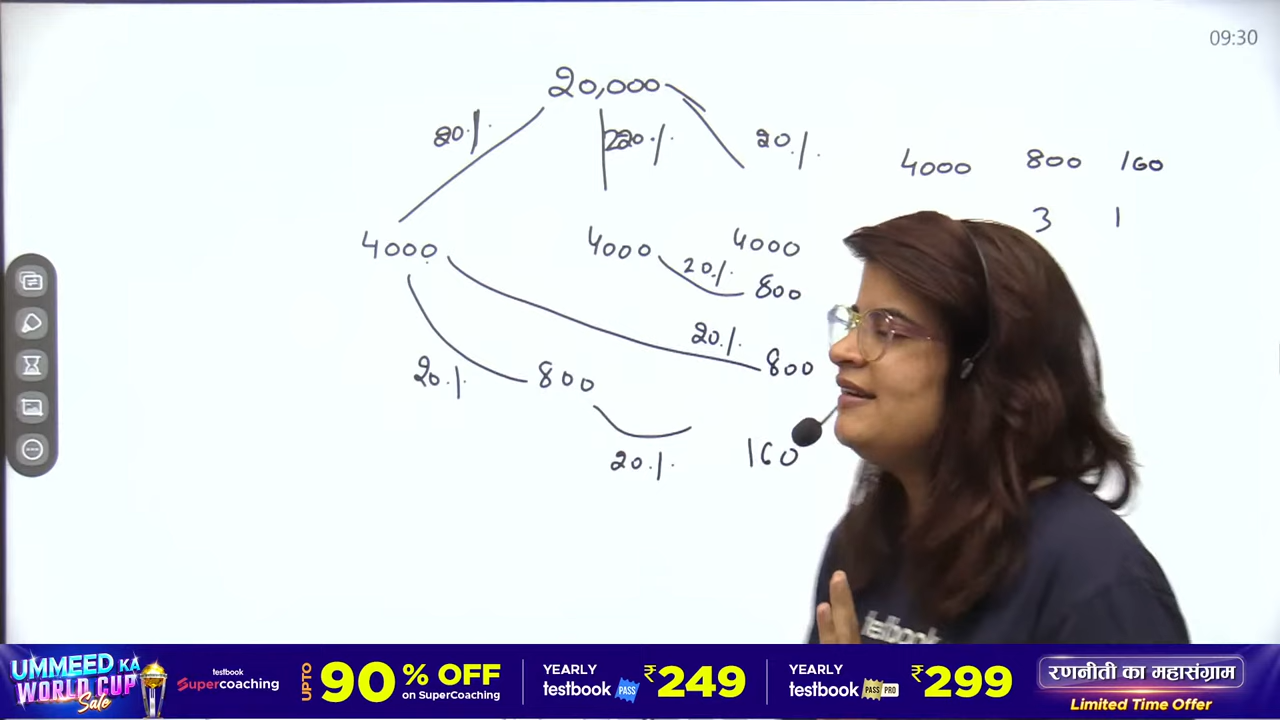 09:30
20,000
20%
20%
20%
4000 800 160
3 1
4000
4000
4000
20%
800
20%
800
20%
800
20%
160
testbook
UMMEED KA
WORLD CUP
Sale
testbook
Supercoaching
UPTO
90% OFF
on SuperCoaching
YEARLY
testbook PASS
₹249
YEARLY
testbook PASS PRO
₹299
रणनीती का महासंग्राम
Limited Time Offer